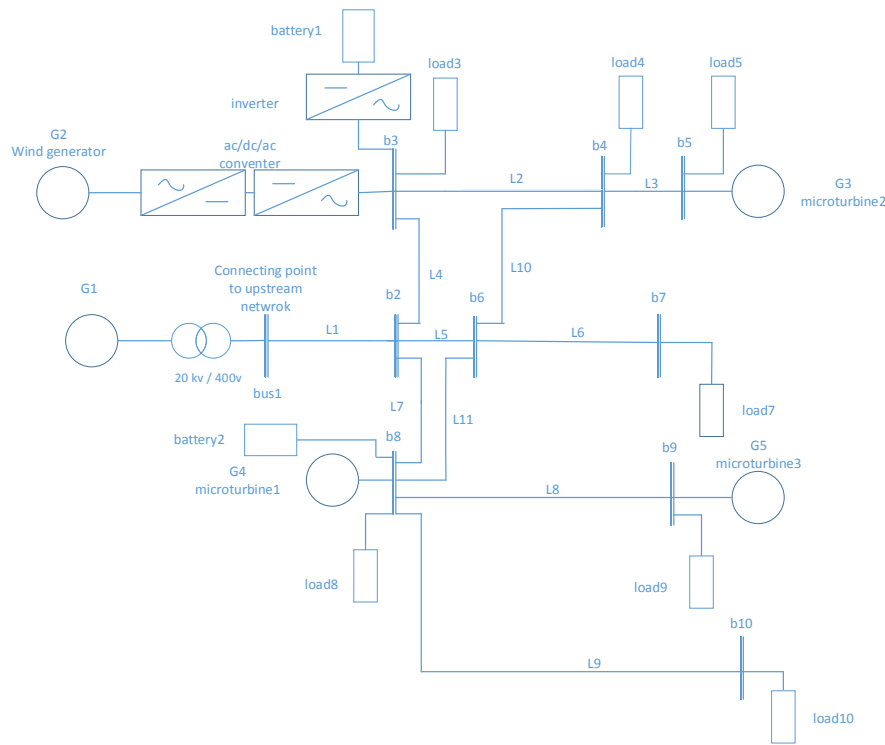 battery1
load3
load4
load5
inverter
G2
Wind generator
ac/dc/ac
conventer
b3
b4
b5
L2
L3
G3
microturbine2
L4
L10
Connecting point
to upstream
netwrok
G1
b2
b6
b7
L1
L5
L6
20 kv / 400v
bus1
L7
L11
load7
battery2
b8
b9
G5
microturbine3
G4
microturbine1
L8
load8
load9
b10
L9
load10